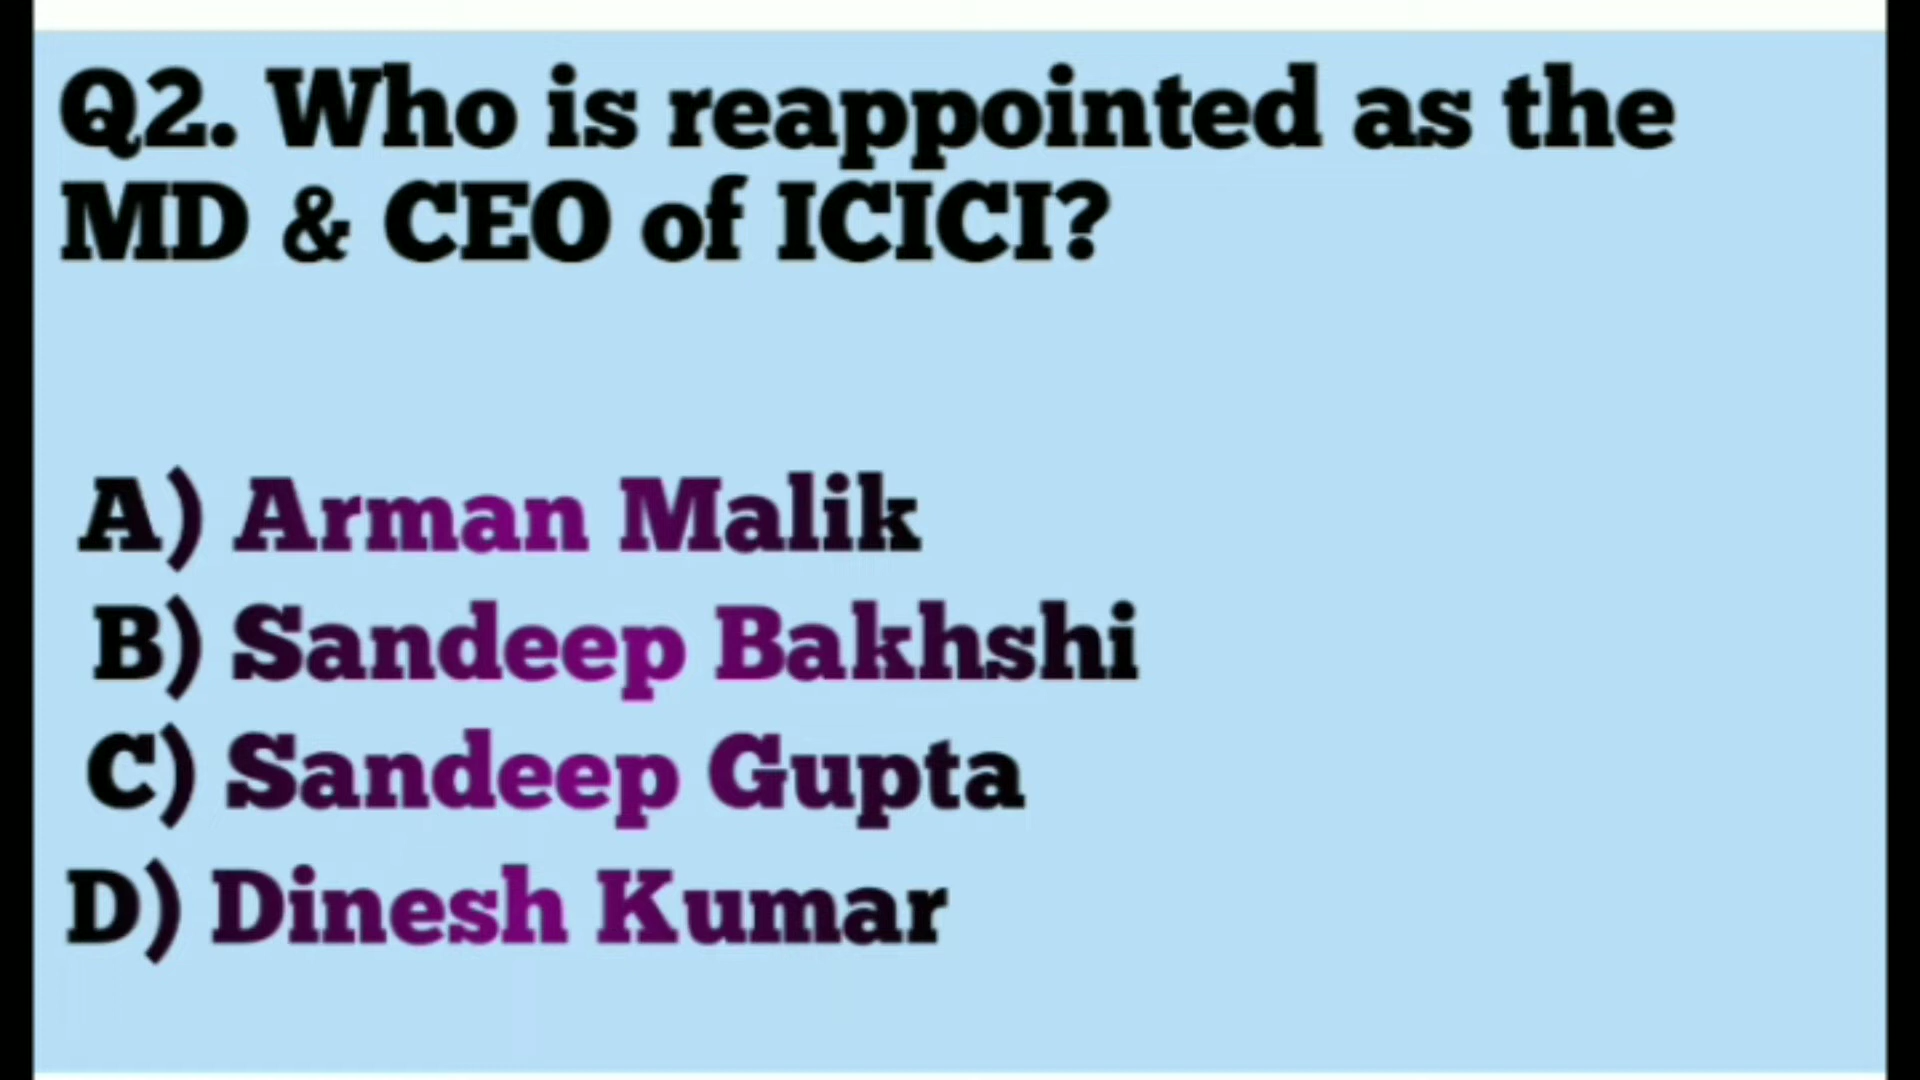 Q2. Who is reappointed as the
MD & CEO of ICICI?
A) Arman Malik
B) Sandeep Bakhshi
C) Sandeep Gupta
D) Dinesh Kumar